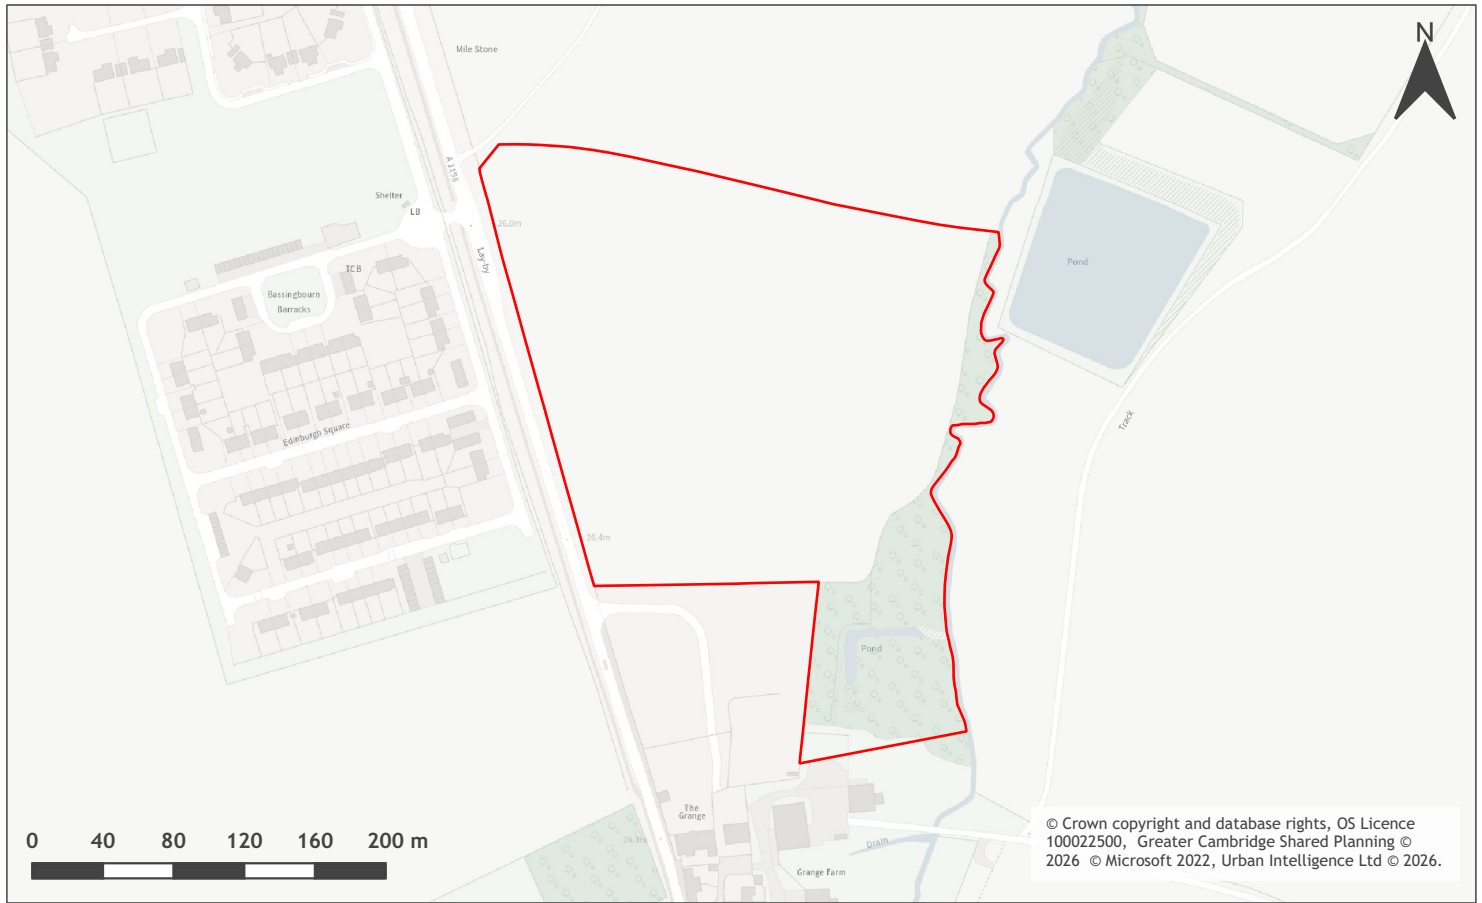 N
Mile Stone
A 1198
Shelter
LB
26.0m
Lay-by
TCB
Pond
Bassingbourn
Barracks
Track
Edinburgh Square
26.4m
Pond
The
Grange
0 40 80 120 160 200 m
26.3m
Drain
Grange Farm
© Crown copyright and database rights, OS Licence
100022500, Greater Cambridge Shared Planning ©
2026 © Microsoft 2022, Urban Intelligence Ltd © 2026.